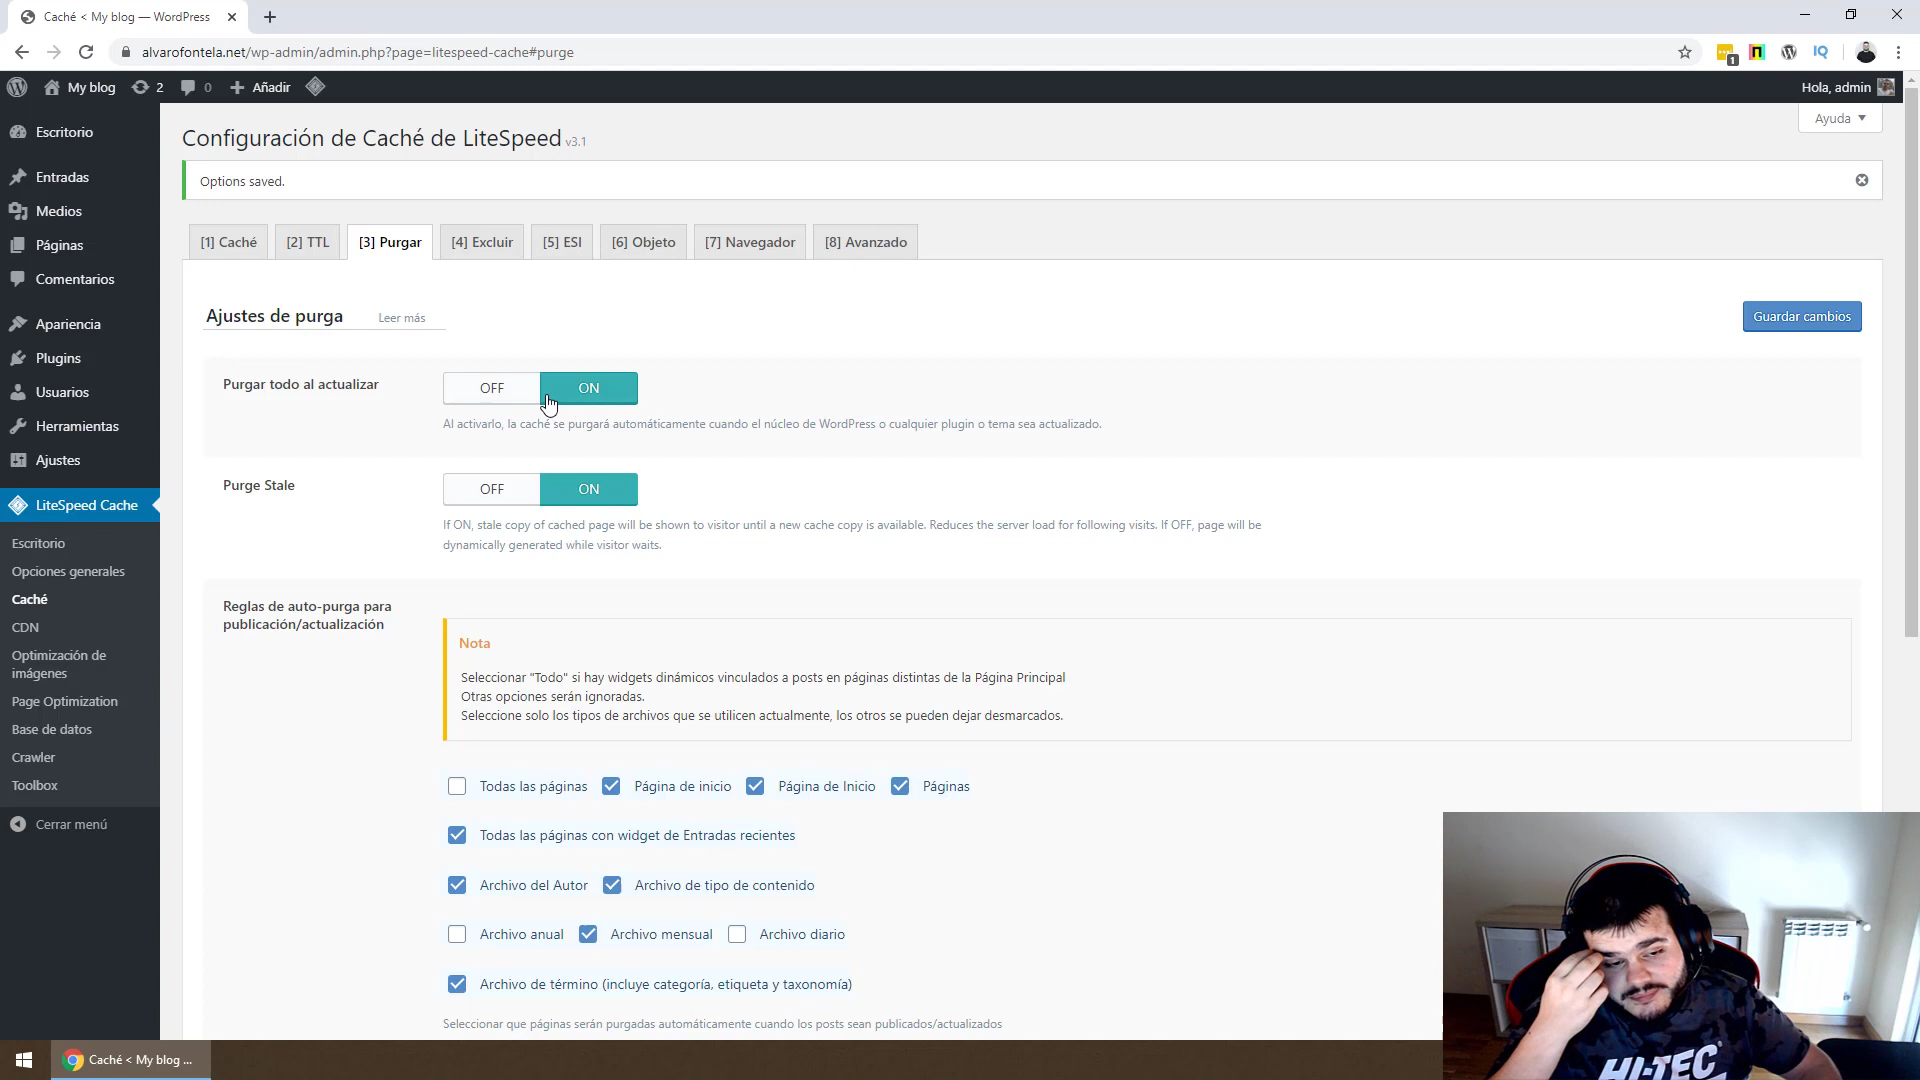 Caché < My blog — WordPress
alvarofontela.net/wp-admin/admin.php?page=litespeed-cache#purge
1
IQ
My blog
2
0
Añadir
Hola, admin
Escritorio
Entradas
Medios
Páginas
Comentarios
Apariencia
Plugins
Usuarios
Herramientas
Ajustes
LiteSpeed Cache
Escritorio
Opciones generales
Caché
CDN
Optimización de
imágenes
Page Optimization
Base de datos
Crawler
Toolbox
Cerrar menú
Ayuda
Configuración de Caché de LiteSpeed v3.1
Options saved.
[1] Caché
[2] TTL
[3] Purgar
[4] Excluir
[5] ESI
[6] Objeto
[7] Navegador
[8] Avanzado
Ajustes de purga
Leer más
Guardar cambios
Purgar todo al actualizar
OFF
ON
Al activarlo, la caché se purgará automáticamente cuando el núcleo de WordPress o cualquier plugin o tema sea actualizado.
Purge Stale
OFF
ON
If ON, stale copy of cached page will be shown to visitor until a new cache copy is available. Reduces the server load for following visits. If OFF, page will be
dynamically generated while visitor waits.
Reglas de auto-purga para
publicación/actualización
Nota
Seleccionar "Todo" si hay widgets dinámicos vinculados a posts en páginas distintas de la Página Principal
Otras opciones serán ignoradas.
Seleccione solo los tipos de archivos que se utilicen actualmente, los otros se pueden dejar desmarcados.
Todas las páginas
Página de inicio
Página de Inicio
Páginas
Todas las páginas con widget de Entradas recientes
Archivo del Autor
Archivo de tipo de contenido
Archivo anual
Archivo mensual
Archivo diario
Archivo de término (incluye categoría, etiqueta y taxonomía)
Seleccionar que páginas serán purgadas automáticamente cuando los posts sean publicados/actualizados
HI-TEC
Caché < My blog ...